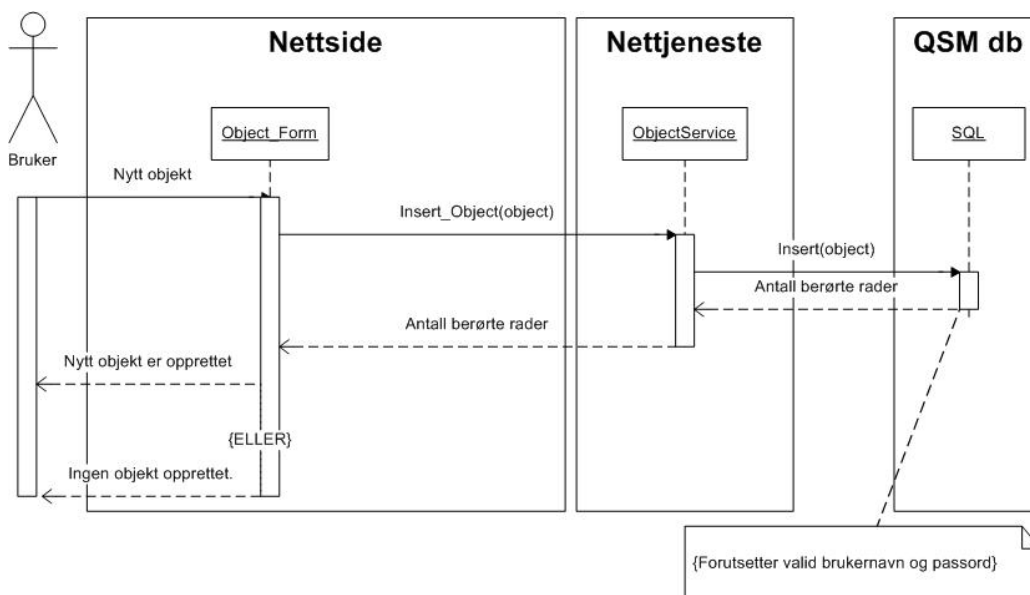 Nettside
Nettjeneste
QSM db
Object_Form
ObjectService
SQL
Bruker
Nytt objekt
Insert_Object(object)
Insert(object)
Antall berørte rader
Antall berørte rader
Nytt objekt er opprettet
{ELLER}
Ingen objekt opprettet.
{Forutsetter valid brukernavn og passord}